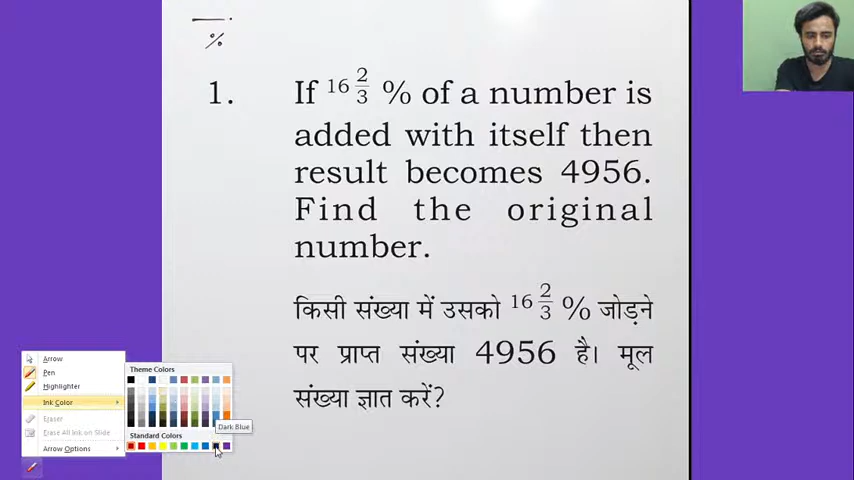 %
1. If 16 2/3 % of a number is
added with itself then
result becomes 4956.
Find the original
number.
किसी संख्या में उसको 16 2/3 % जोड़ने
पर प्राप्त संख्या 4956 है। मूल
संख्या ज्ञात करें?
Arrow
Pen
Highlighter
Ink Color
Eraser
Erase All Ink on Slide
Arrow Options
Theme Colors
Standard Colors
Dark Blue